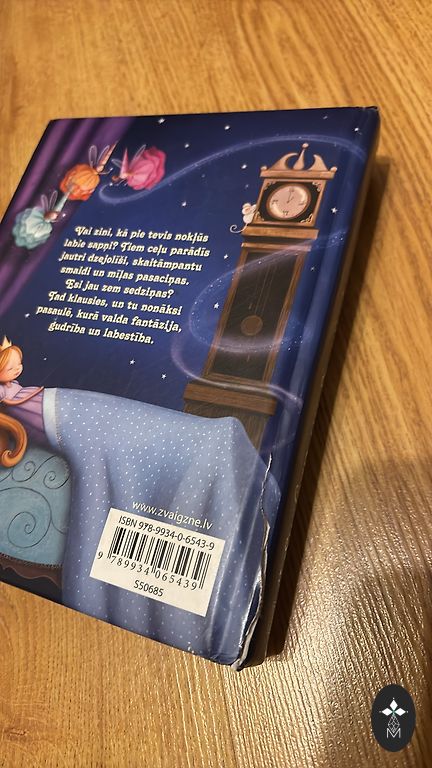 Vai zini, kā pie tevis nokļūs
labie sapņi? Tiem ceļu parādīs
jautri dzejolīši, skaitāmpantu
smaidi un mīļas pasaciņas.
Esi jau zem sedziņas?
Tad klausies, un tu nonāksi
pasaulē, kurā valda fantāzija,
gudrība un labestība.
www.zvaigzne.lv
ISBN 978-9934-0-6543-9
9 789934 065439
550685
M